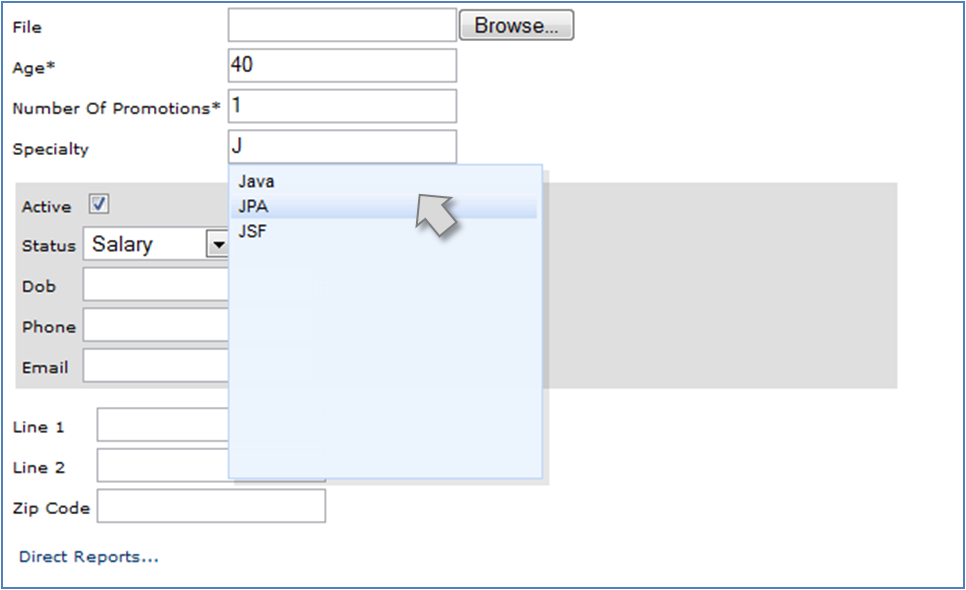 File Browse...
Age* 40
Number Of Promotions* 1
Specialty J
Java
JPA
JSF
Active
Status Salary
Dob
Phone
Email
Line 1
Line 2
Zip Code
Direct Reports...